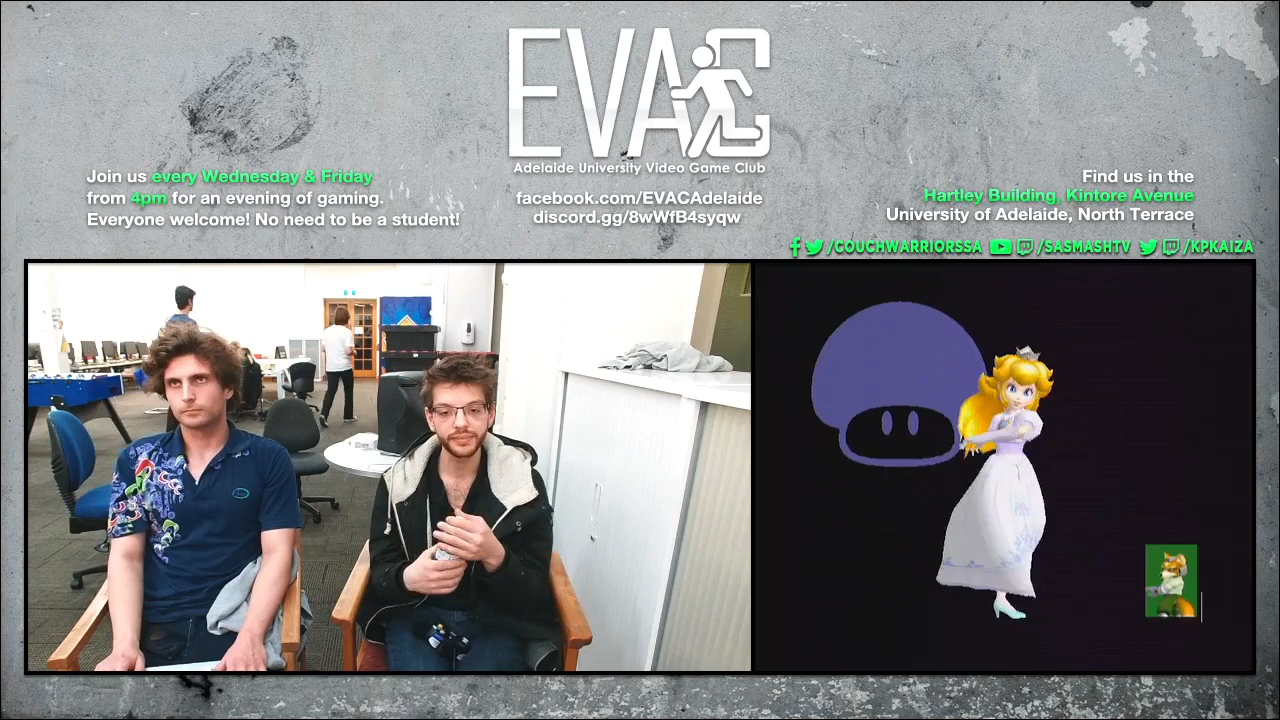 EVAC
Adelaide University Video Game Club
Join us every Wednesday & Friday
from 4pm for an evening of gaming.
Everyone welcome! No need to be a student!
facebook.com/EVACAdelaide
discord.gg/8wWfB4syqw
Find us in the
Hartley Building, Kintore Avenue
University of Adelaide, North Terrace
/COUCHWARRIORSSA /SASMASHTV /KPKAIZA